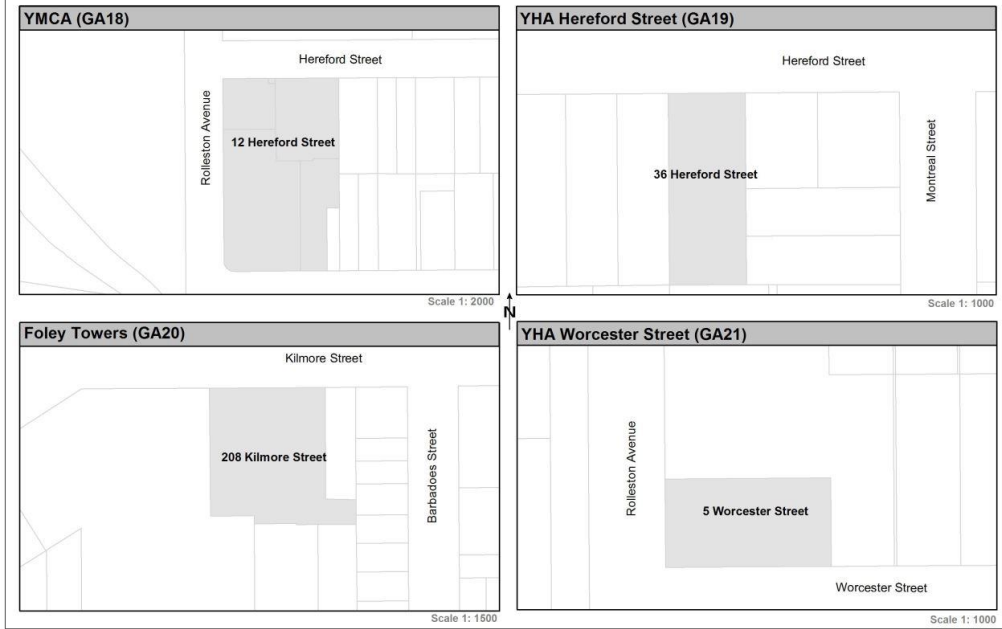 YMCA (GA18)
Hereford Street
Rolleston Avenue
12 Hereford Street
Scale 1: 2000
YHA Hereford Street (GA19)
Hereford Street
36 Hereford Street
Montreal Street
Scale 1: 1000
N
Foley Towers (GA20)
Kilmore Street
208 Kilmore Street
Barbadoes Street
Scale 1: 1500
YHA Worcester Street (GA21)
Rolleston Avenue
5 Worcester Street
Worcester Street
Scale 1: 1000